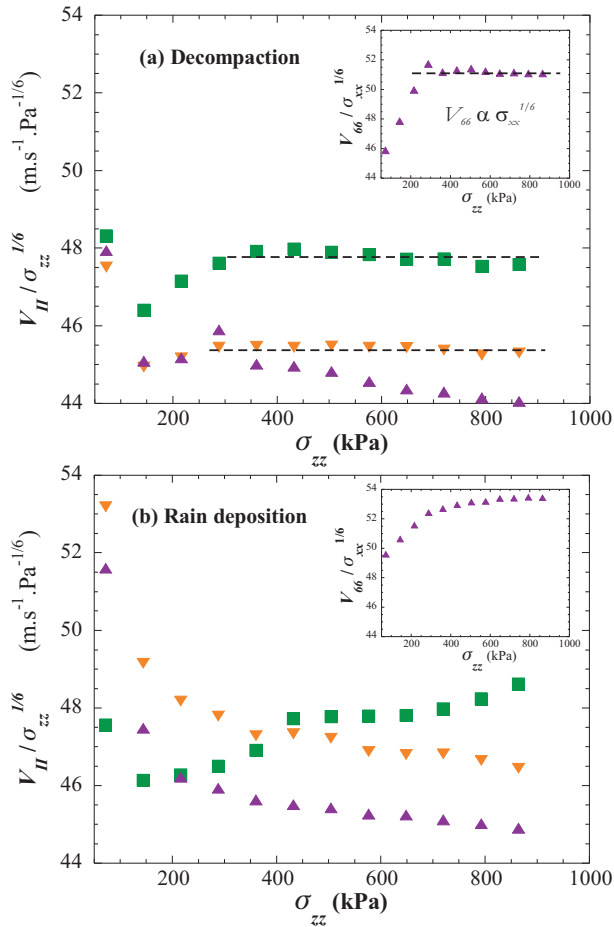 (a) Decompaction
V_II / σ_zz^1/6 (m.s^-1.Pa^-1/6)
54
52
50
48
46
44
200 400 600 800 1000
σ_zz (kPa)
V_66 / σ_xx^1/6
54
52
50
48
46
44
V_66 α σ_xx^1/6
200 400 600 800 1000
σ_zz (kPa)
(b) Rain deposition
V_II / σ_zz^1/6 (m.s^-1.Pa^-1/6)
54
52
50
48
46
44
200 400 600 800 1000
σ_zz (kPa)
V_66 / σ_xx^1/6
54
52
50
48
46
44
200 400 600 800 1000
σ_zz (kPa)